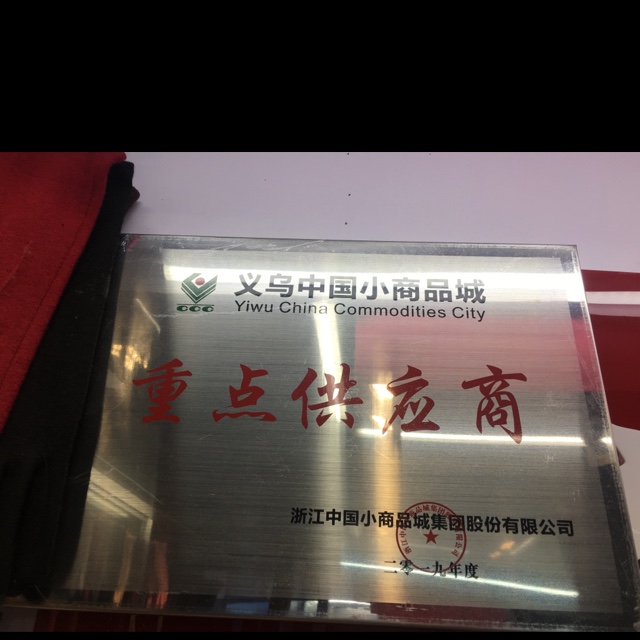 义乌中国小商品城
CCC
Yiwu China Commodities City
重点供应商
浙江中国小商品城集团股份有限公司
二零一九年度